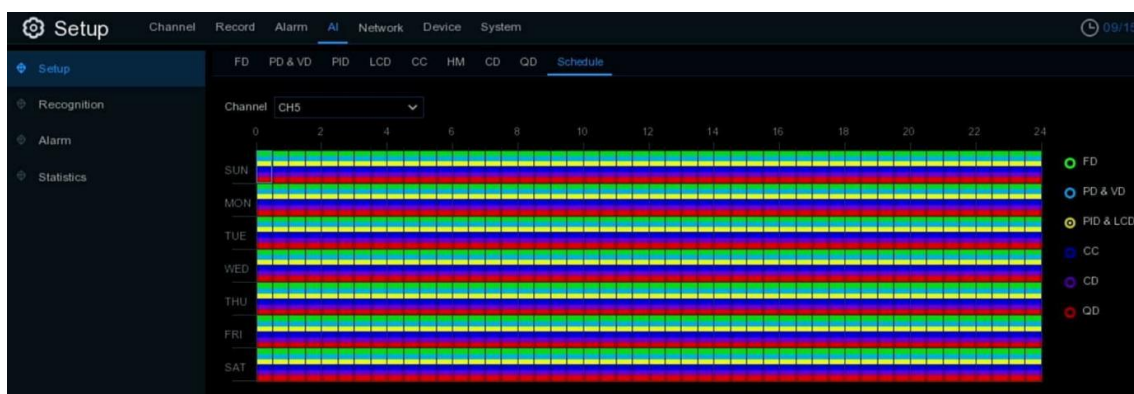 Setup Channel Record Alarm AI Network Device System 09/15
Setup FD PD & VD PID LCD CC HM CD QD Schedule
Recognition
Channel CH5
Alarm
0 2 4 6 8 10 12 14 16 18 20 22 24
Statistics
SUN FD
MON PD & VD
TUE PID & LCD
WED CC
THU CD
FRI QD
SAT